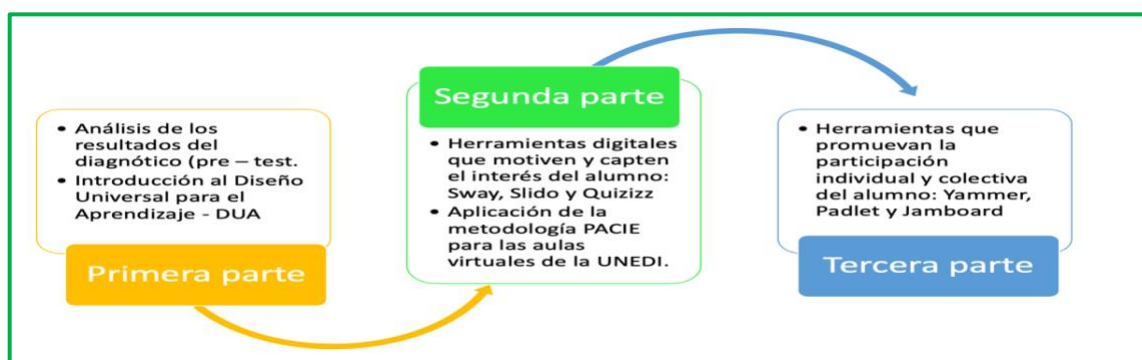 • Análisis de los
resultados del
diagnótico (pre – test.
• Introducción al Diseño
Universal para el
Aprendizaje - DUA
Primera parte
Segunda parte
• Herramientas digitales
que motiven y capten
el interés del alumno:
Sway, Slido y Quizizz
• Aplicación de la
metodología PACIE
para las aulas
virtuales de la UNEDI.
• Herramientas que
promuevan la
participación
individual y colectiva
del alumno: Yammer,
Padlet y Jamboard
Tercera parte